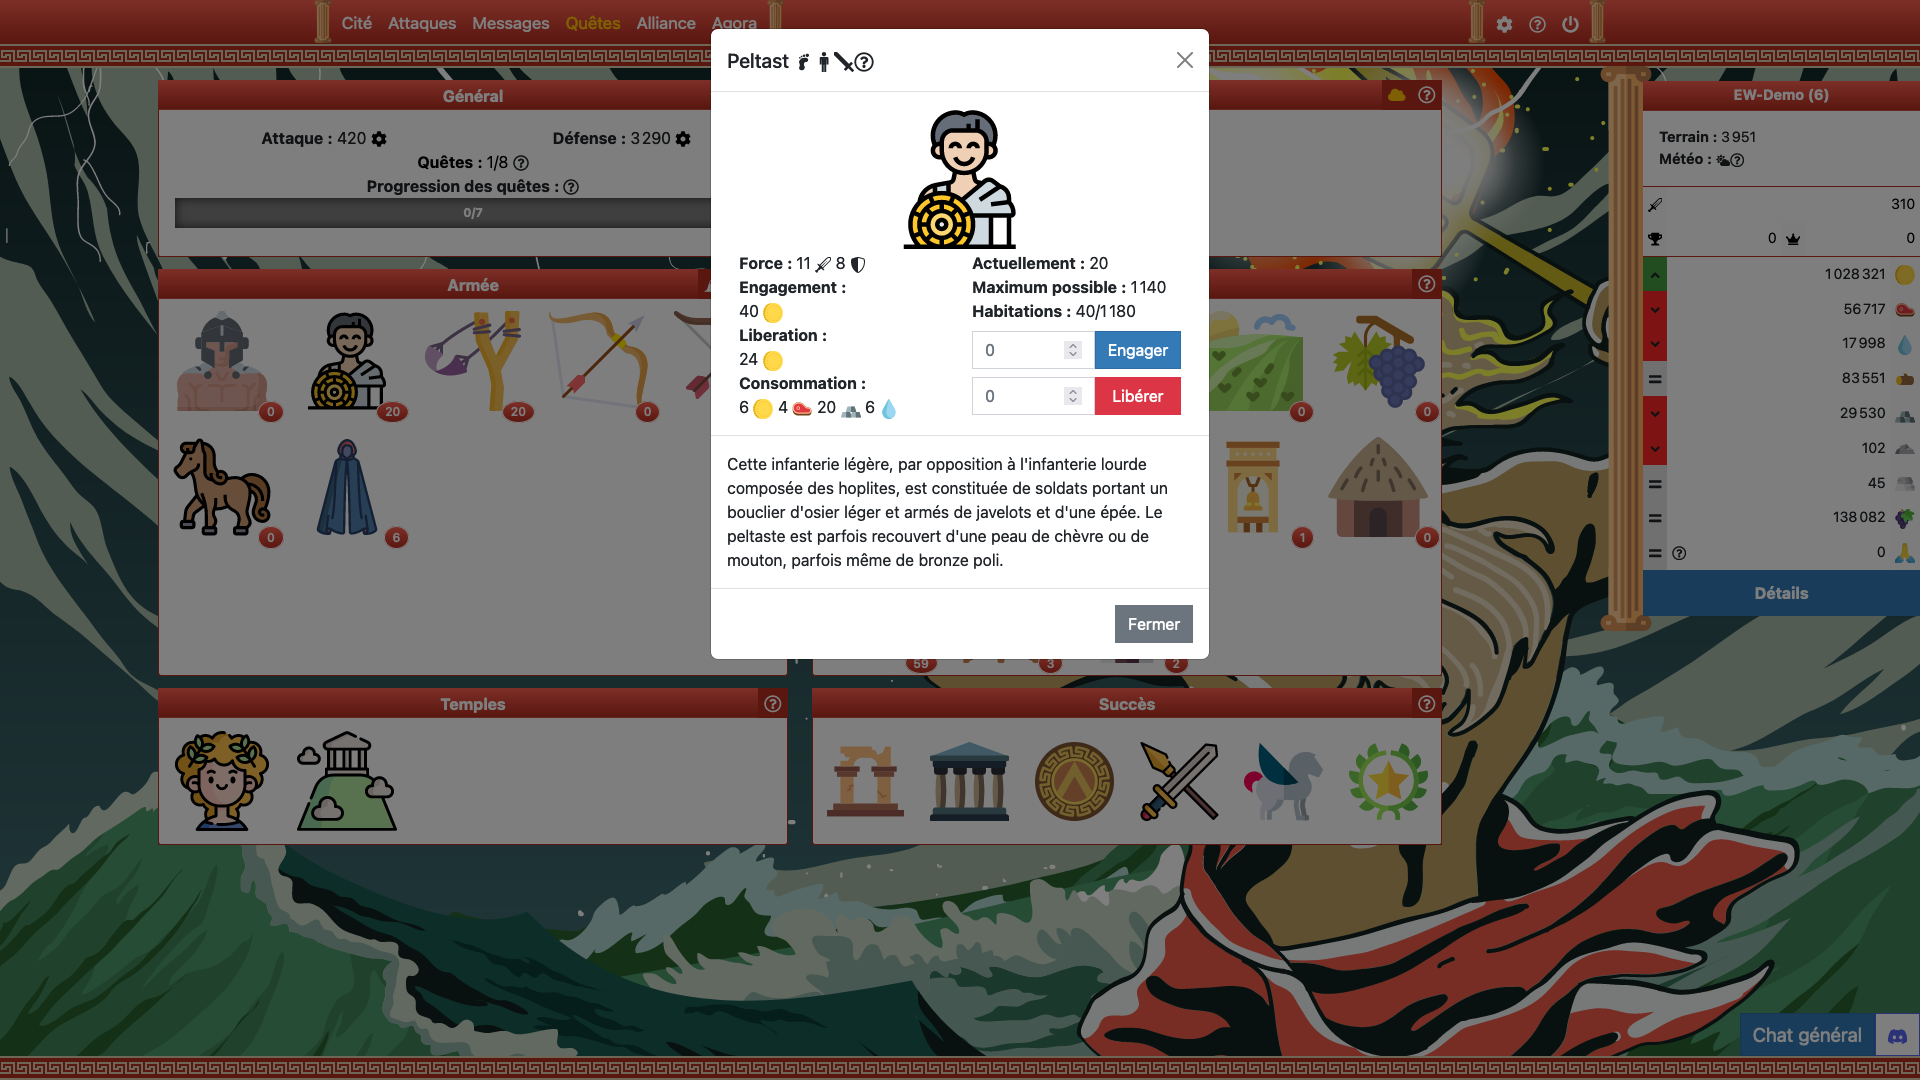 Cité Attaques Messages Quêtes Alliance Agora
Général
Attaque : 420 Défense : 3 290
Quêtes : 1/8
Progression des quêtes :
0/7
Armée
0 20 20 0
0 6
Temples
Peltast
Force : 11 8
Engagement :
40
Liberation :
24
Consommation :
6 4 20 6
Actuellement : 20
Maximum possible : 1 140
Habitations : 40/1 180
0 Engager
0 Libérer
Cette infanterie légère, par opposition à l'infanterie lourde
composée des hoplites, est constituée de soldats portant un
bouclier d'osier léger et armés de javelots et d'une épée. Le
peltaste est parfois recouvert d'une peau de chèvre ou de
mouton, parfois même de bronze poli.
Fermer
0 0
1 0
59 3 2
Succès
EW-Demo (6)
Terrain : 3 951
Météo :
310
0 0
1 028 321
56 717
17 998
83 551
29 530
102
45
138 082
0
Détails
Chat général